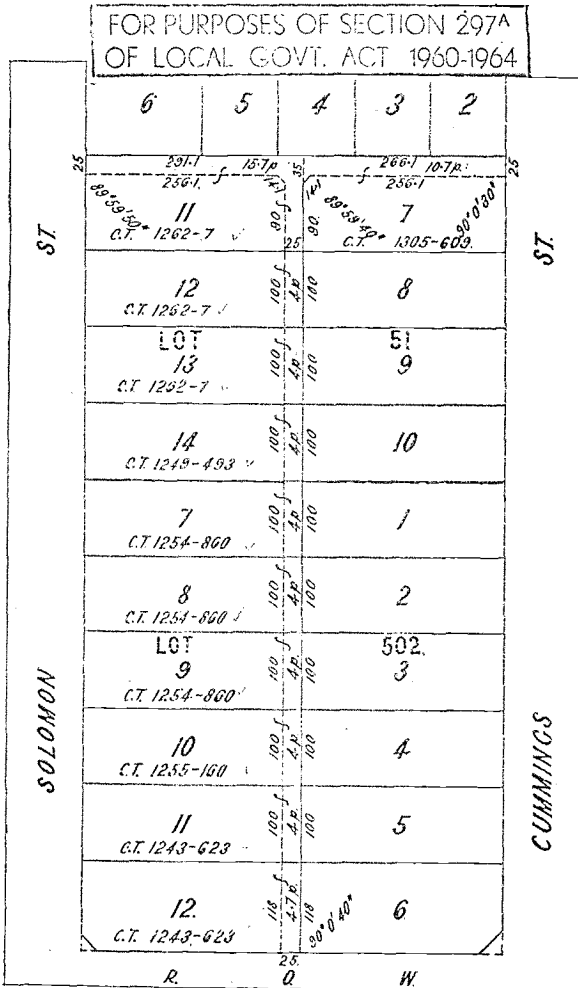 FOR PURPOSES OF SECTION 297A
OF LOCAL GOVT. ACT 1960-1964
6 5 4 3 2
25 291.1 15.7p. 35 266.1 10.7p. 25
256.1 14.1 14.1 256.1
89°59'50" 11 90 90 89°59'40" 7 90°0'30"
C.T. 1262-7 25 C.T. 1305-609.
ST. ST.
12 100 4p. 100 8
C.T. 1262-7
LOT 51
13 100 4p. 100 9
C.T. 1262-7
14 100 4p. 100 10
C.T. 1249-493
7 100 4p. 100 1
C.T. 1254-860
8 100 4p. 100 2
C.T. 1254-860
LOT 502.
9 100 4p. 100 3
C.T. 1254-860
SOLOMON
10 100 4p. 100 4
C.T. 1255-160
CUMMINGS
11 100 4p. 100 5
C.T. 1243-623
12. 118 4.7p. 118 90°0'40" 6
C.T. 1243-623
25.
R. O. W.